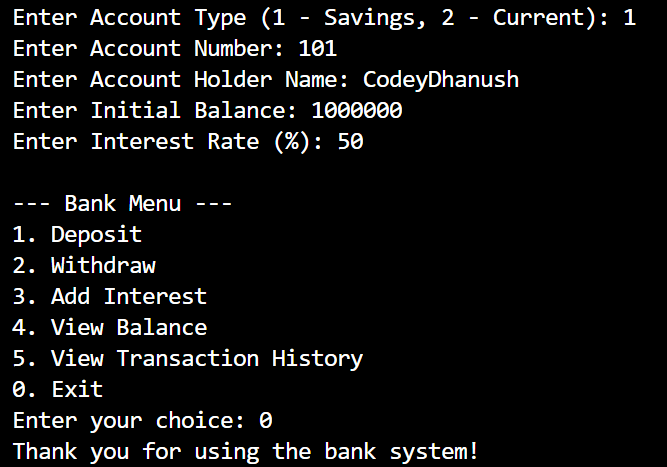 Enter Account Type (1 - Savings, 2 - Current): 1
Enter Account Number: 101
Enter Account Holder Name: CodeyDhanush
Enter Initial Balance: 1000000
Enter Interest Rate (%): 50
--- Bank Menu ---
1. Deposit
2. Withdraw
3. Add Interest
4. View Balance
5. View Transaction History
0. Exit
Enter your choice: 0
Thank you for using the bank system!